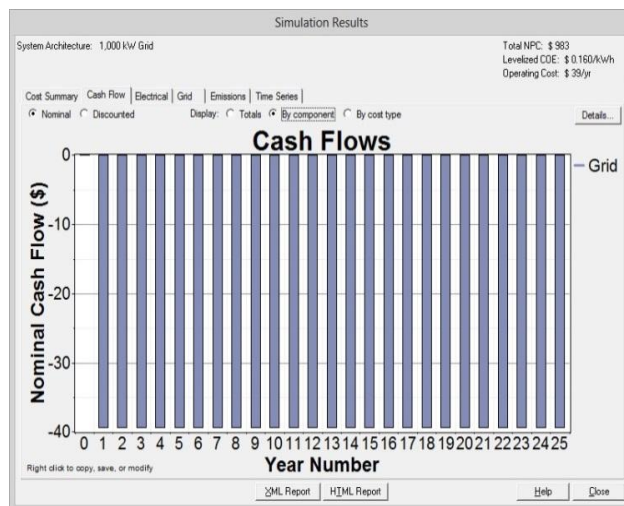 Simulation Results
System Architecture: 1,000 kW Grid
Total NPC: $ 983
Levelized COE: $ 0.160/kWh
Operating Cost: $ 39/yr
Cost Summary Cash Flow Electrical Grid Emissions Time Series
Nominal Discounted Display: Totals By component By cost type Details...
Cash Flows
Nominal Cash Flow ($)
0
-10
-20
-30
-40
Grid
0 1 2 3 4 5 6 7 8 9 10 11 12 13 14 15 16 17 18 19 20 21 22 23 24 25
Year Number
Right click to copy, save, or modify
XML Report HTML Report Help Close